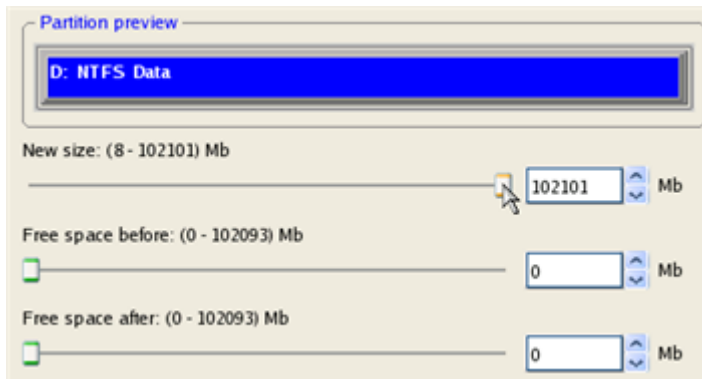 Partition preview
D: NTFS Data
New size: (8 - 102101) Mb
102101 Mb
Free space before: (0 - 102093) Mb
0 Mb
Free space after: (0 - 102093) Mb
0 Mb